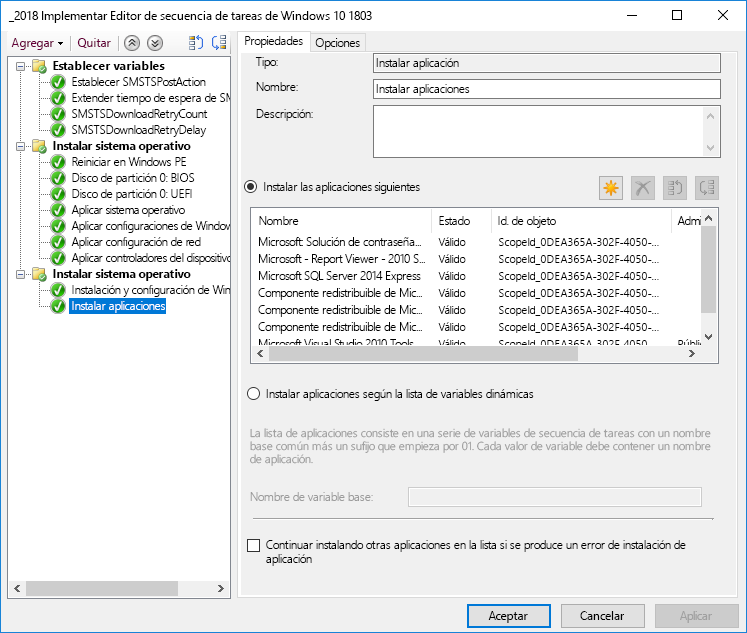 _2018 Implementar Editor de secuencia de tareas de Windows 10 1803
Agregar
Quitar
Establecer variables
Establecer SMSTSPostAction
Extender tiempo de espera de SM
SMSTSDownloadRetryCount
SMSTSDownloadRetryDelay
Instalar sistema operativo
Reiniciar en Windows PE
Disco de partición 0: BIOS
Disco de partición 0: UEFI
Aplicar sistema operativo
Aplicar configuraciones de Window
Aplicar configuración de red
Aplicar controladores del dispositivo
Instalar sistema operativo
Instalación y configuración de Win
Instalar aplicaciones
Propiedades
Opciones
Tipo:
Instalar aplicación
Nombre:
Instalar aplicaciones
Descripción:
Instalar las aplicaciones siguientes
Nombre Estado Id. de objeto Admi
Microsoft: Solución de contraseña... Válido ScopeId_0DEA365A-302F-4050-...
Microsoft - Report Viewer - 2010 S... Válido ScopeId_0DEA365A-302F-4050-...
Microsoft SQL Server 2014 Express Válido ScopeId_0DEA365A-302F-4050-...
Componente redistribuible de Mic... Válido ScopeId_0DEA365A-302F-4050-...
Componente redistribuible de Mic... Válido ScopeId_0DEA365A-302F-4050-...
Componente redistribuible de Mic... Válido ScopeId_0DEA365A-302F-4050-...
Microsoft Visual Studio 2010 Tools Válido ScopeId_0DEA365A-302F-4050 Públi
Instalar aplicaciones según la lista de variables dinámicas
La lista de aplicaciones consiste en una serie de variables de secuencia de tareas con un nombre
base común más un sufijo que empieza por 01. Cada valor de variable debe contener un nombre
de aplicación.
Nombre de variable base:
Continuar instalando otras aplicaciones en la lista si se produce un error de instalación de
aplicación
Aceptar
Cancelar
Aplicar